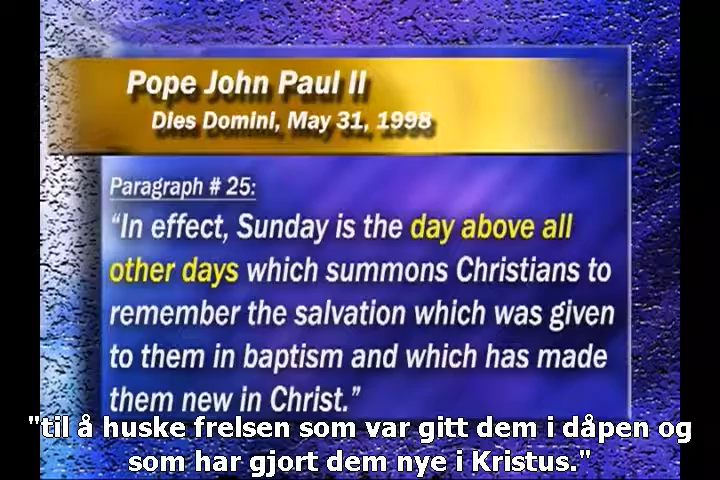 Pope John Paul II
Dies Domini, May 31, 1998
Paragraph # 25:
“In effect, Sunday is the day above all
other days which summons Christians to
remember the salvation which was given
to them in baptism and which has made
them new in Christ.”
"til å huske frelsen som var gitt dem i dåpen og
som har gjort dem nye i Kristus."